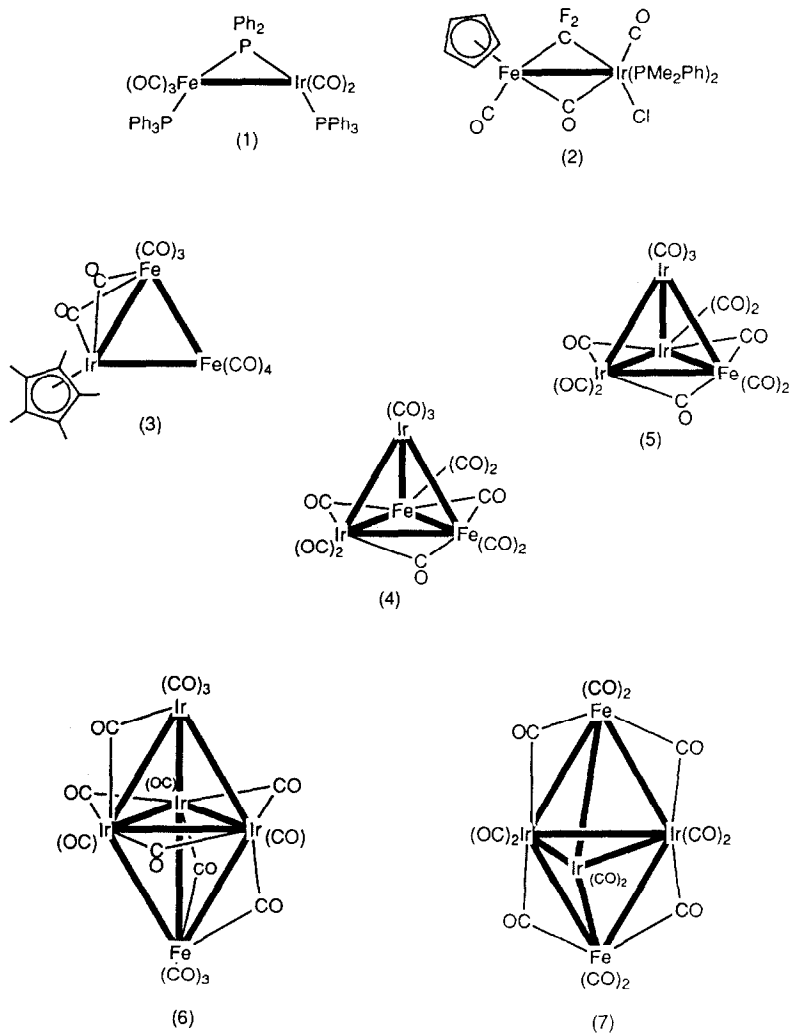 Ph2
P
(OC)3Fe Ir(CO)2
Ph3P PPh3
(1)
F2
C
O
C
Fe Ir(PMe2Ph)2
C
O
C
O
Cl
(2)
(CO)3
Fe
OC
OC
Ir Fe(CO)4
(3)
(CO)3
Ir
(CO)2
OC Ir CO
Ir Fe
(OC)2 (CO)2
C
O
(5)
(CO)3
Ir
(CO)2
OC Fe CO
Ir Fe
(OC)2 (CO)2
C
O
(4)
(CO)3
Ir
OC
(OC)
OC Ir CO
Ir Ir
(OC) (CO)
C
O
CO
CO
Fe
(CO)3
(6)
(CO)2
Fe
OC CO
(OC)2Ir Ir(CO)2
Ir
(CO)2
OC CO
Fe
(CO)2
(7)